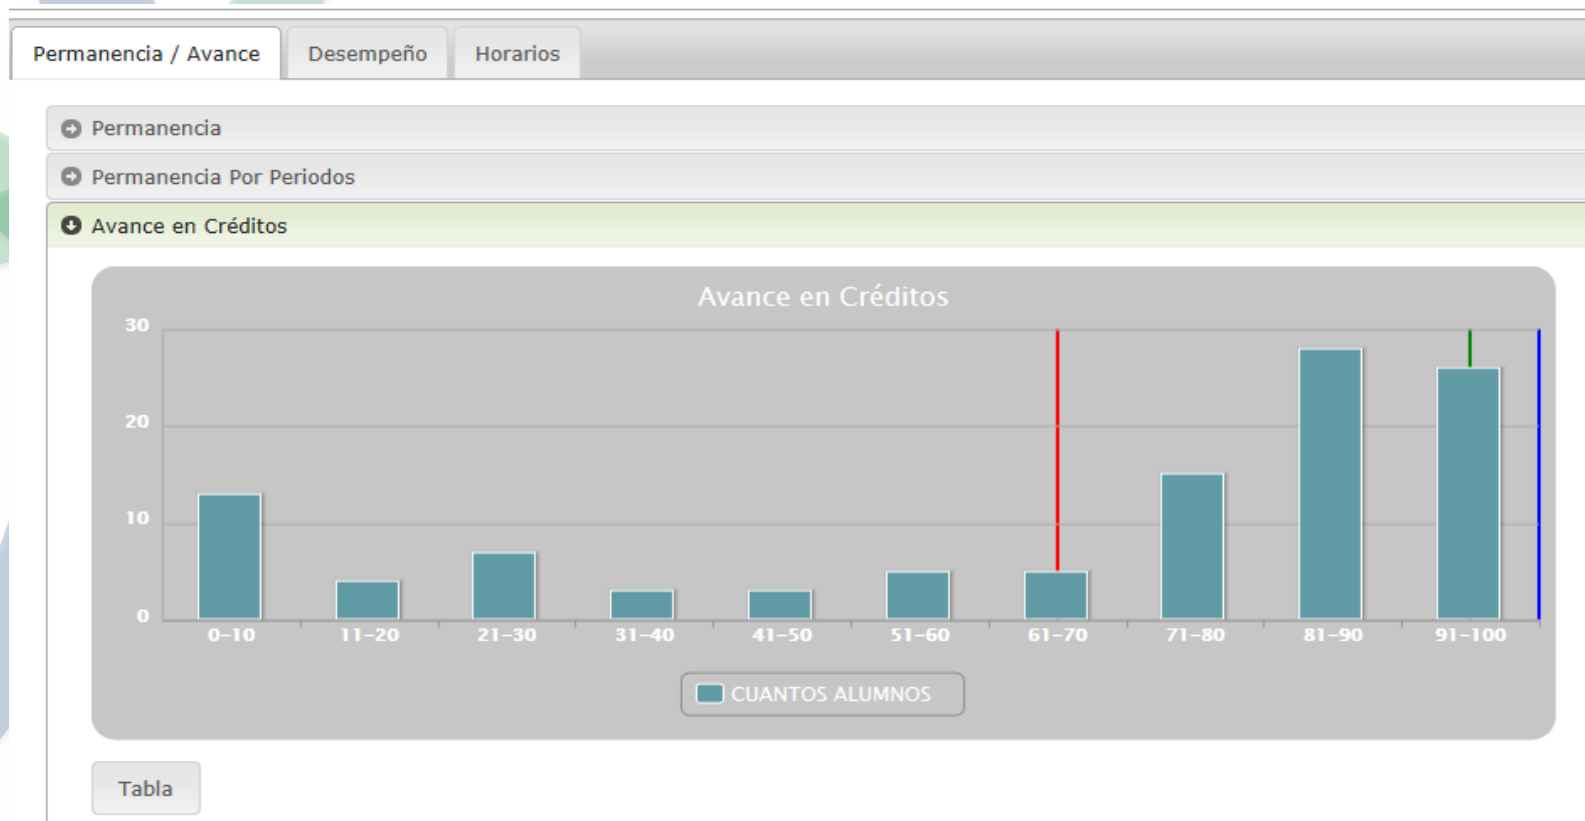 Permanencia / Avance Desempeño Horarios
Permanencia
Permanencia Por Periodos
Avance en Créditos
Avance en Créditos
30
20
10
0
0-10 11-20 21-30 31-40 41-50 51-60 61-70 71-80 81-90 91-100
CUANTOS ALUMNOS
Tabla